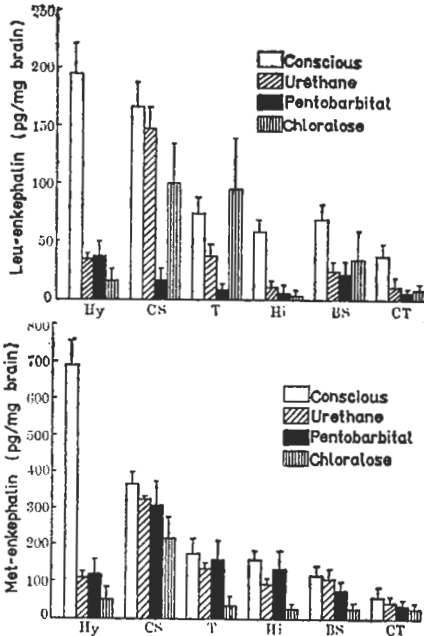 250
200
150
100
50
0
Leu-enkephalin (pg/mg brain)
Conscious
Urethane
Pentobarbital
Chloralose
Hy CS T Hi BS CT
800
700
600
500
400
300
200
100
0
Met-enkephalin (pg/mg brain)
Conscious
Urethane
Pentobarbital
Chloralose
Hy CS T Hi BS CT